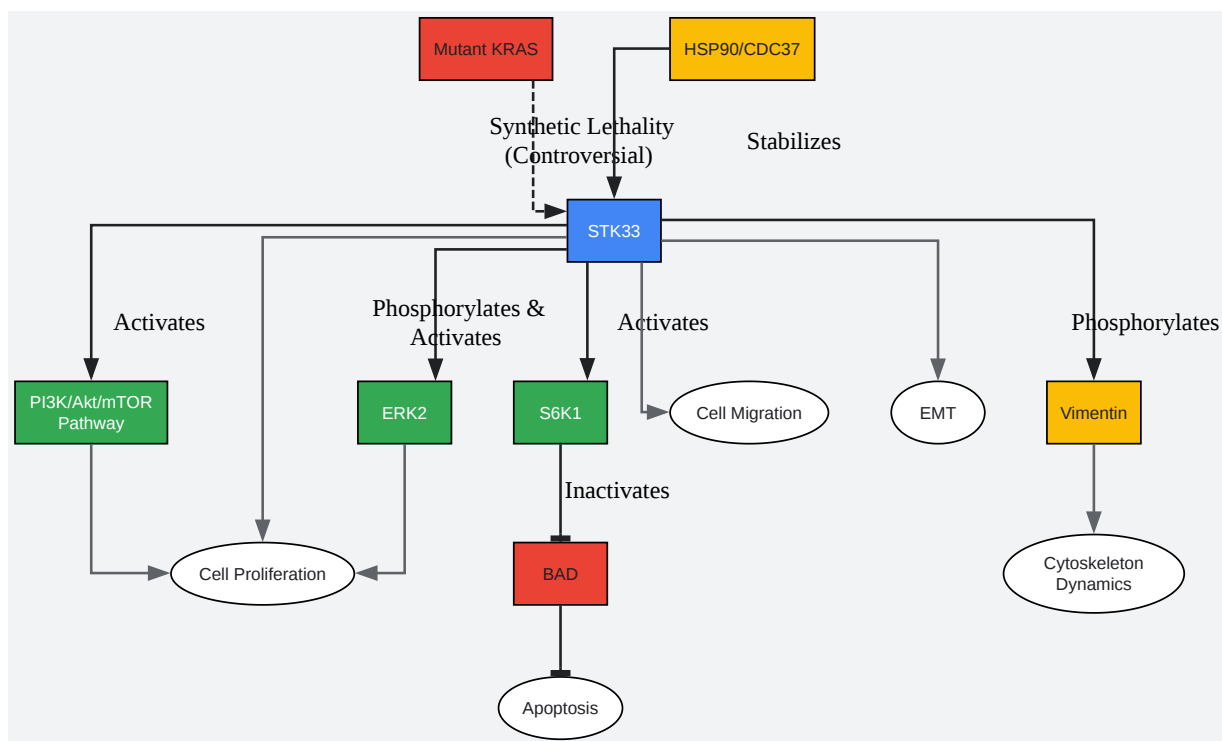 Mutant KRAS
HSP90/CDC37
Synthetic Lethality
(Controversial)
Stabilizes
STK33
Activates
Phosphorylates &
Activates
Activates
Phosphorylates
PI3K/Akt/mTOR
Pathway
ERK2
S6K1
Cell Migration
EMT
Vimentin
Inactivates
Cell Proliferation
BAD
Cytoskeleton
Dynamics
Apoptosis